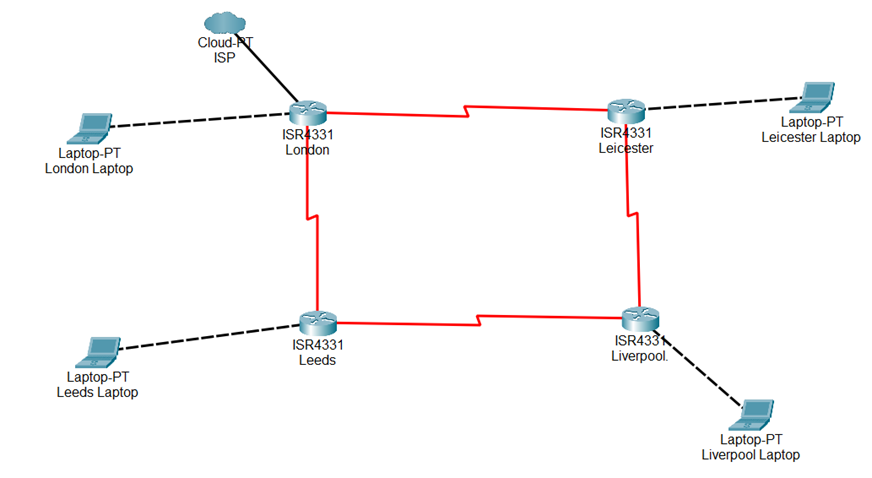 Cloud-PT
ISP
Laptop-PT
London Laptop
ISR4331
London
ISR4331
Leicester
Laptop-PT
Leicester Laptop
Laptop-PT
Leeds Laptop
ISR4331
Leeds
ISR4331
Liverpool.
Laptop-PT
Liverpool Laptop